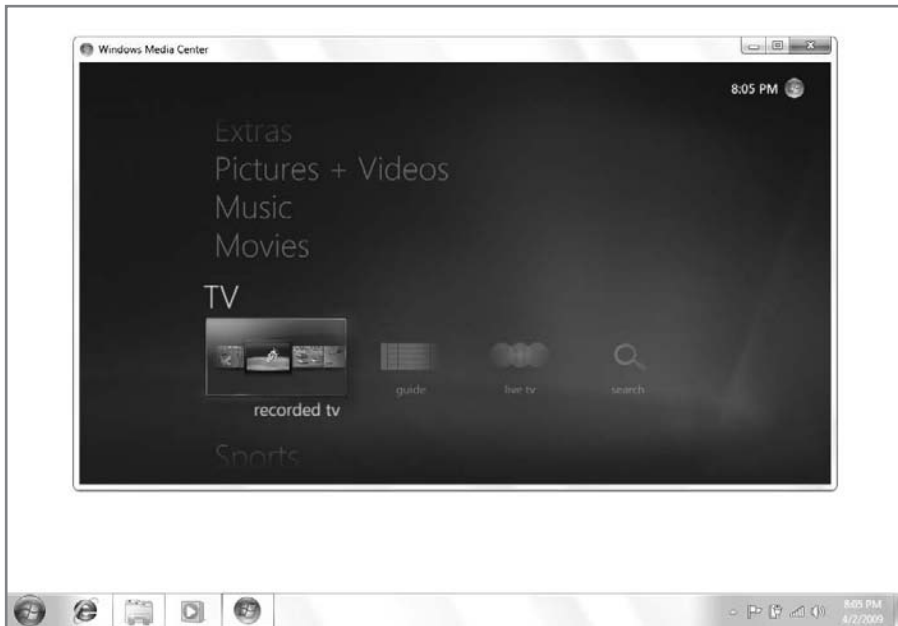 Windows Media Center
8:05 PM
Extras
Pictures + Videos
Music
Movies
TV
recorded tv
guide
live tv
search
Sports
8:05 PM
4/2/2009